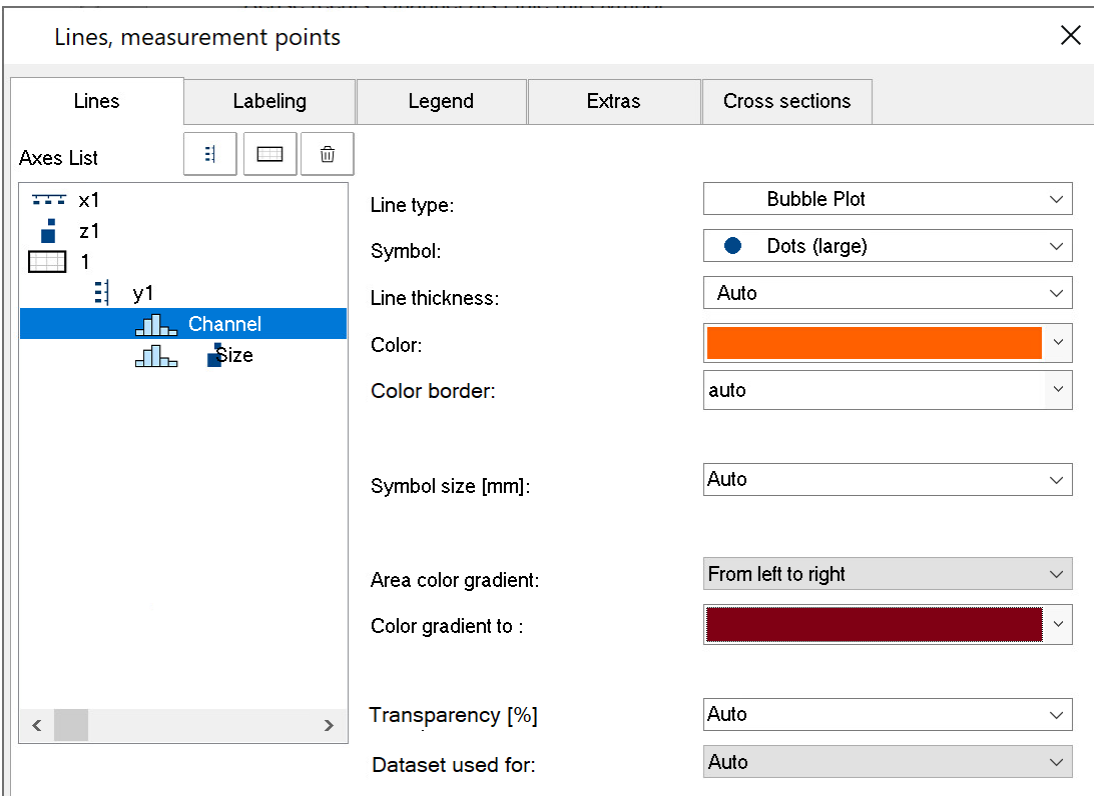 Lines, measurement points
Lines
Labeling
Legend
Extras
Cross sections
Axes List
x1
z1
1
y1
Channel
Size
Line type:
Bubble Plot
Symbol:
Dots (large)
Line thickness:
Auto
Color:
Color border:
auto
Symbol size [mm]:
Auto
Area color gradient:
From left to right
Color gradient to :
Transparency [%]
Auto
Dataset used for:
Auto